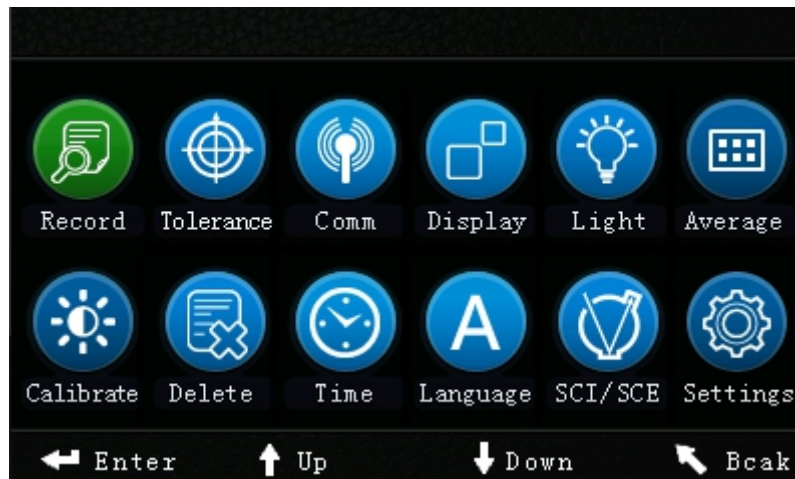 Record Tolerance Comm Display Light Average
Calibrate Delete Time A Language SCI/SCE Settings
Enter Up Down Bcak